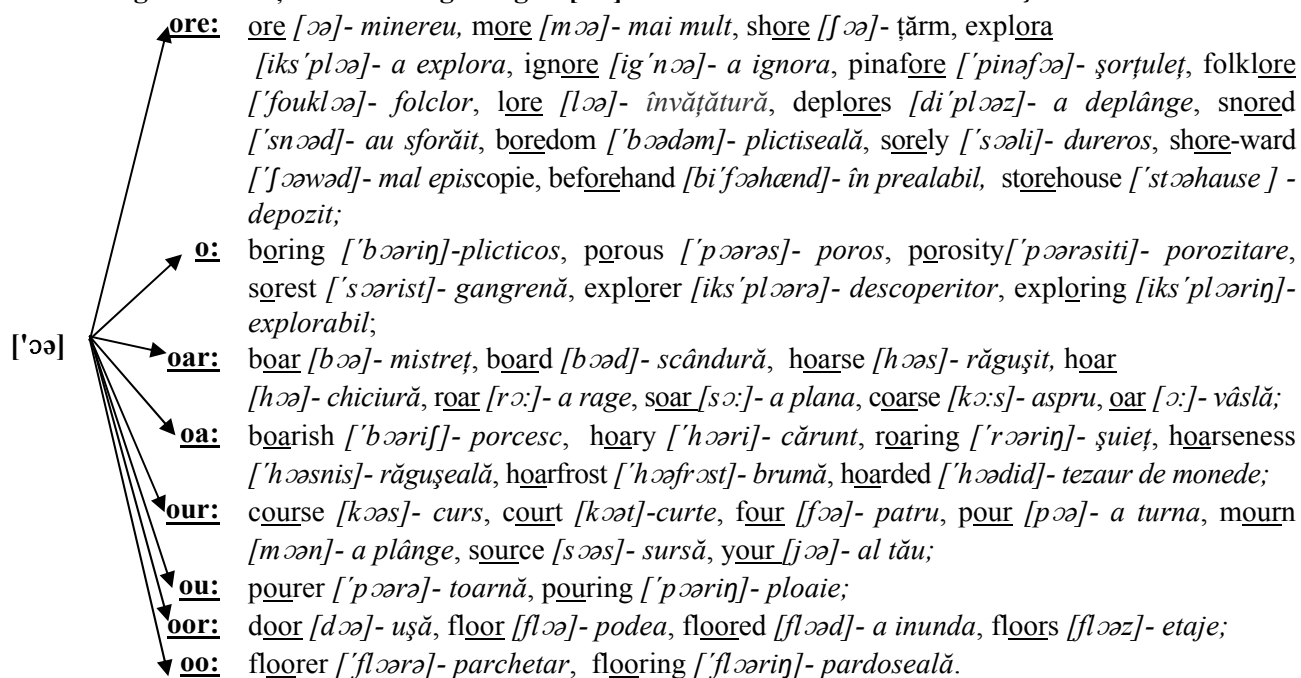 ore: ore [ɔə]- minereu, more [mɔə]- mai mult, shore [ʃɔə]- țărm, explora
[iks′plɔə]- a explora, ignore [ig′nɔə]- a ignora, pinafore [′pinəfɔə]- şorţuleţ, folklore
[′fouklɔə]- folclor, lore [lɔə]- învăţătură, deplores [di′plɔəz]- a deplânge, snored
[′snɔəd]- au sforăit, boredom [′bɔədəm]- plictiseală, sorely [′sɔəli]- dureros, shore-ward
[′ʃɔəwəd]- mal episcopie, beforehand [bi′fɔəhænd]- în prealabil, storehouse [′stɔəhause ] -
depozit;
o: boring [′bɔəriŋ]-plicticos, porous [′pɔərəs]- poros, porosity[′pɔərəsiti]- porozitare,
sorest [′sɔərist]- gangrenă, explorer [iks′plɔərə]- descoperitor, exploring [iks′plɔəriŋ]-
explorabil;
['ɔə]
oar: boar [bɔə]- mistreţ, board [bɔəd]- scândură, hoarse [hɔəs]- răguşit, hoar
[hɔə]- chiciură, roar [rɔ:]- a rage, soar [sɔ:]- a plana, coarse [kɔ:s]- aspru, oar [ɔ:]- vâslă;
oa: boarish [′bɔəriʃ]- porcesc, hoary [′hɔəri]- cărunt, roaring [′rɔəriŋ]- şuieţ, hoarseness
[′hɔəsnis]- răguşeală, hoarfrost [′hɔəfrɔst]- brumă, hoarded [′hɔədid]- tezaur de monede;
our: course [kɔəs]- curs, court [kɔət]-curte, four [fɔə]- patru, pour [pɔə]- a turna, mourn
[mɔən]- a plânge, source [sɔəs]- sursă, your [jɔə]- al tău;
ou: pourer [′pɔərə]- toarnă, pouring [′pɔəriŋ]- ploaie;
oor: door [dɔə]- uşă, floor [flɔə]- podea, floored [flɔəd]- a inunda, floors [flɔəz]- etaje;
oo: floorer [′flɔərə]- parchetar, flooring [′flɔəriŋ]- pardoseală.